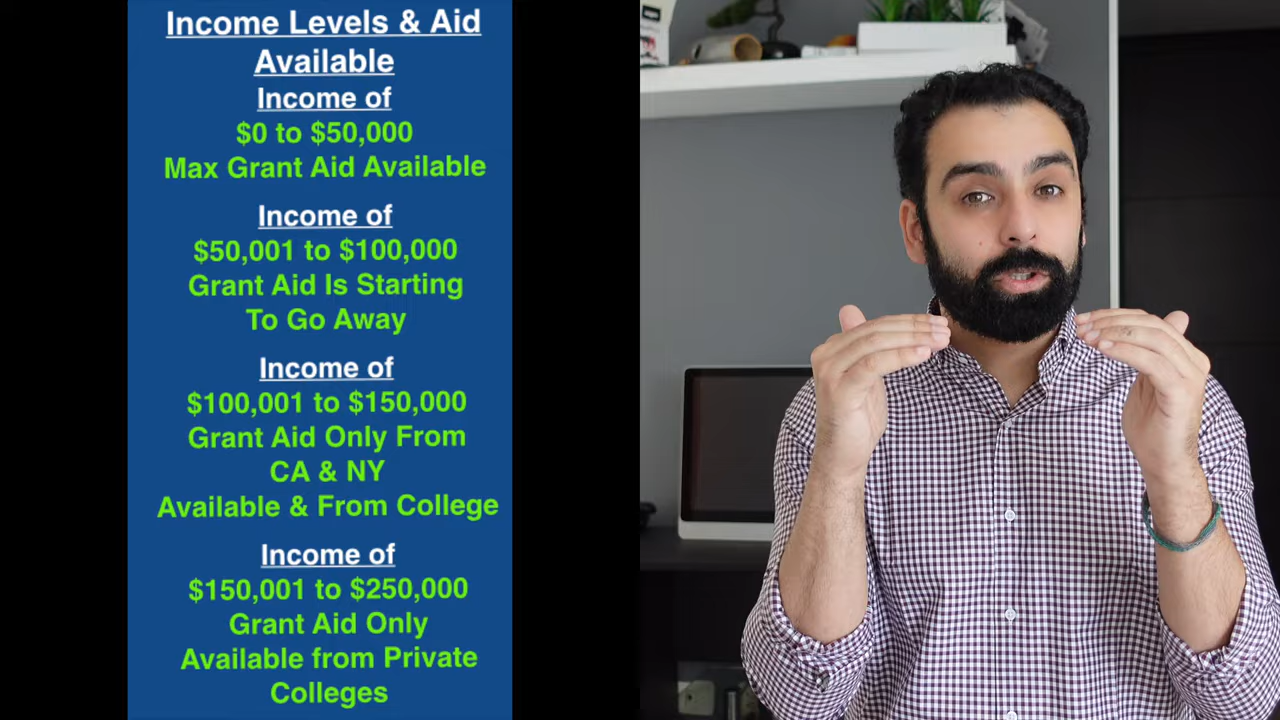 Income Levels & Aid
Available
Income of
$0 to $50,000
Max Grant Aid Available
Income of
$50,001 to $100,000
Grant Aid Is Starting
To Go Away
Income of
$100,001 to $150,000
Grant Aid Only From
CA & NY
Available & From College
Income of
$150,001 to $250,000
Grant Aid Only
Available from Private
Colleges